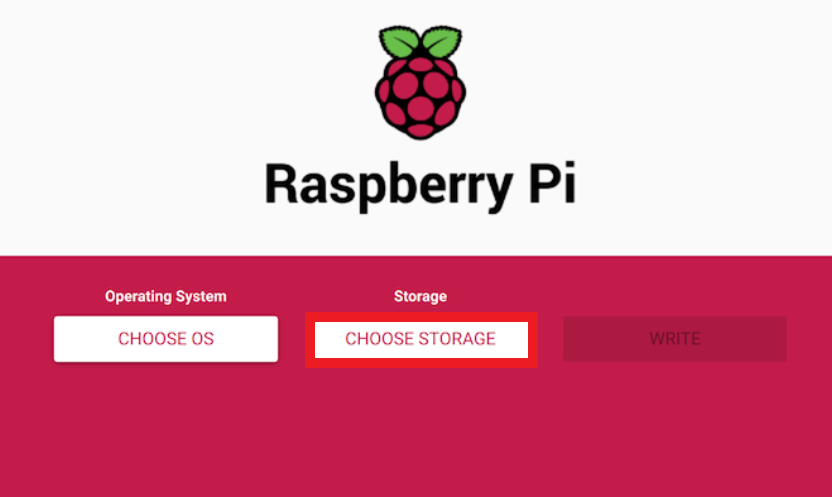 Raspberry Pi
Operating System
Storage
CHOOSE OS
CHOOSE STORAGE
WRITE